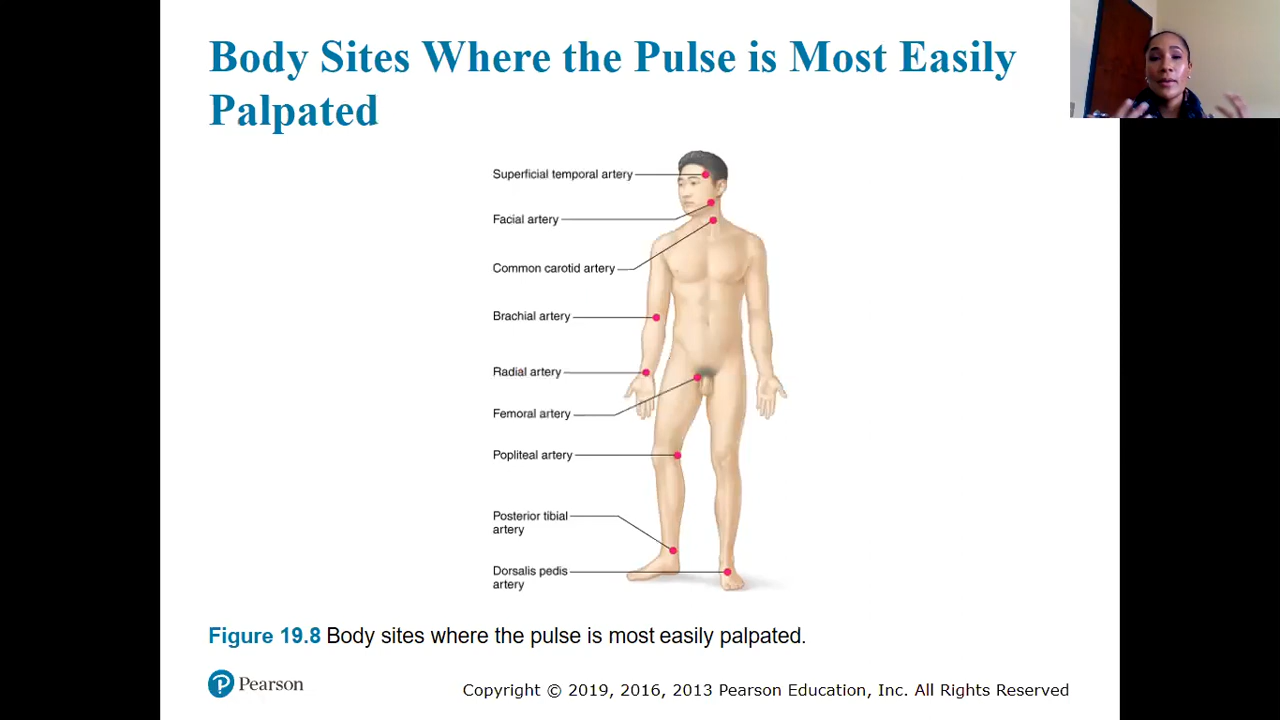 Body Sites Where the Pulse is Most Easily
Palpated
Superficial temporal artery
Facial artery
Common carotid artery
Brachial artery
Radial artery
Femoral artery
Popliteal artery
Posterior tibial
artery
Dorsalis pedis
artery
Figure 19.8 Body sites where the pulse is most easily palpated.
P Pearson
Copyright © 2019, 2016, 2013 Pearson Education, Inc. All Rights Reserved